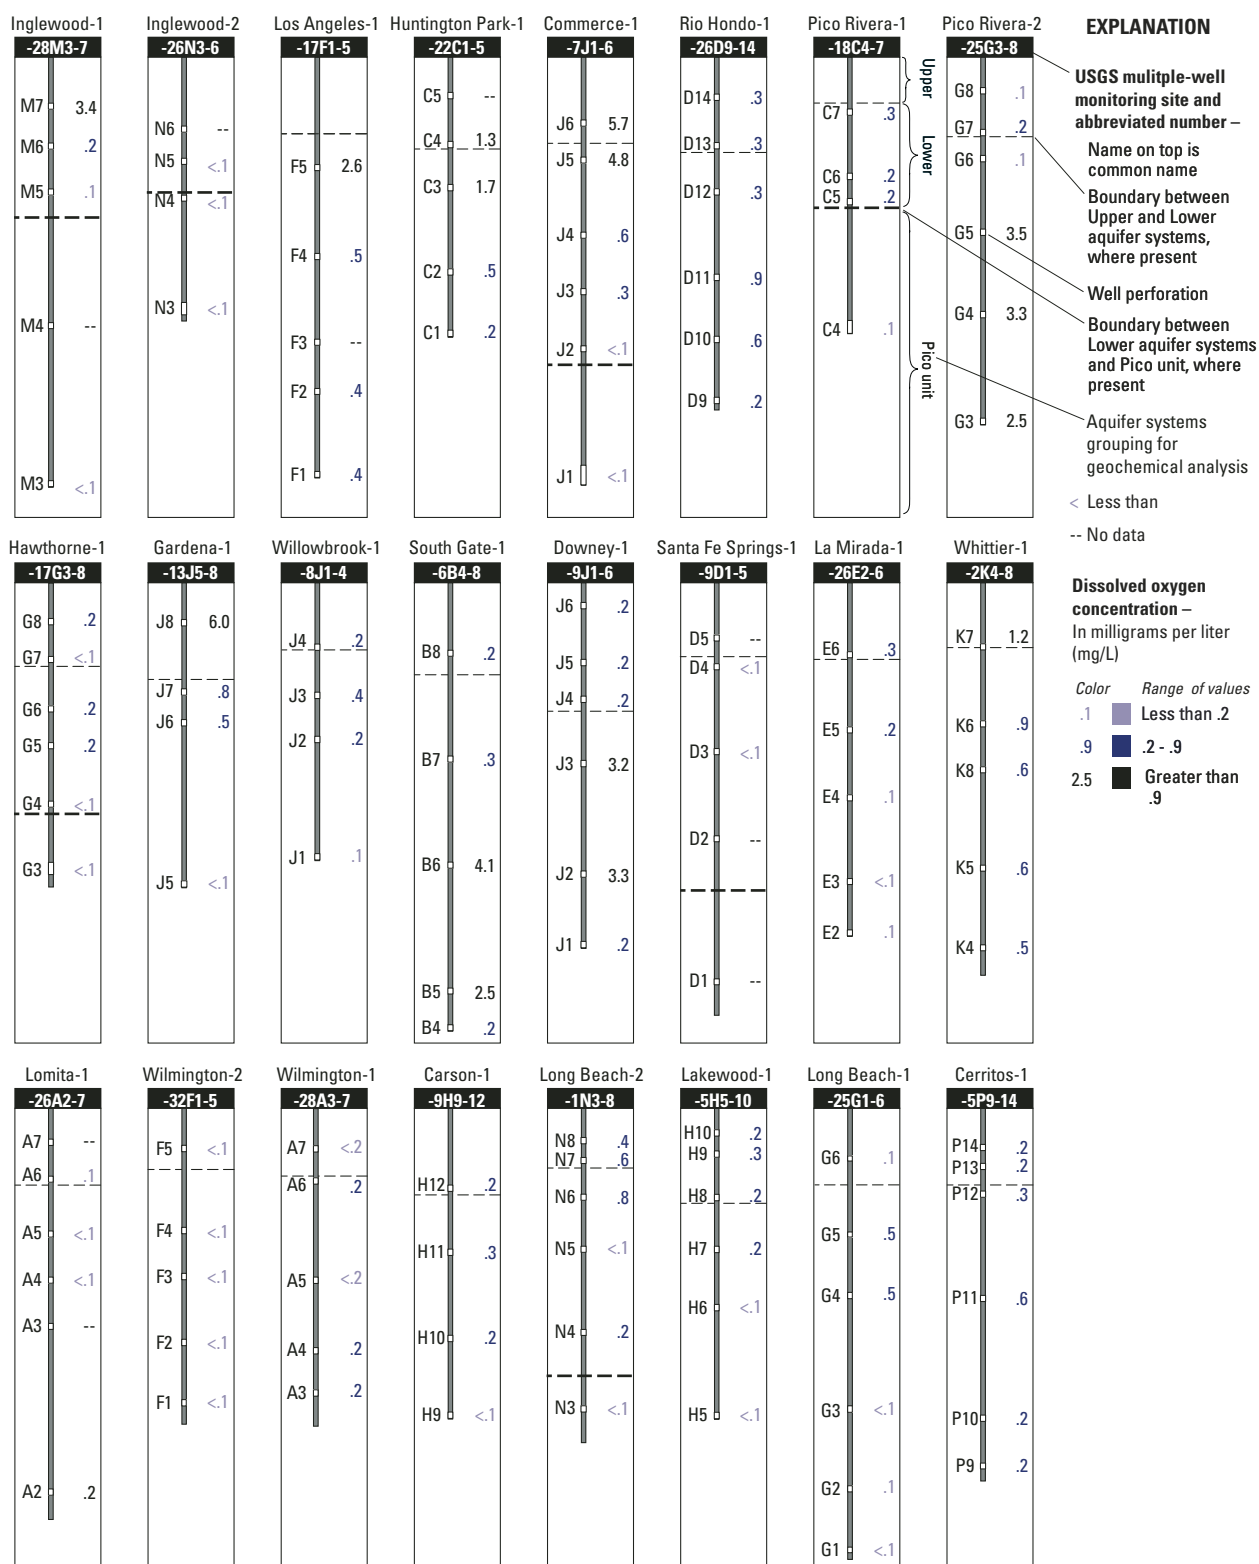 Inglewood-1
-28M3-7
M7 3.4
M6 .2
M5 .1
M4 --
M3 <.1
Inglewood-2
-26N3-6
N6 --
N5 <.1
N4 <.1
N3 <.1
Los Angeles-1
-17F1-5
F5 2.6
F4 .5
F3 --
F2 .4
F1 .4
Huntington Park-1
-22C1-5
C5 --
C4 1.3
C3 1.7
C2 .5
C1 .2
Commerce-1
-7J1-6
J6 5.7
J5 4.8
J4 .6
J3 .3
J2 <.1
J1 <.1
Rio Hondo-1
-26D9-14
D14 .3
D13 .3
D12 .3
D11 .9
D10 .6
D9 .2
Pico Rivera-1
-18C4-7
C7 .3
C6 .2
C5 .2
C4 .1
Upper
Lower
Pico unit
Pico Rivera-2
-25G3-8
G8 .1
G7 .2
G6 .1
G5 3.5
G4 3.3
G3 2.5
EXPLANATION
USGS mulitple-well
monitoring site and
abbreviated number –
Name on top is
common name
Boundary between
Upper and Lower
aquifer systems,
where present
Well perforation
Boundary between
Lower aquifer systems
and Pico unit, where
present
Aquifer systems
grouping for
geochemical analysis
< Less than
-- No data
Dissolved oxygen
concentration –
In milligrams per liter
(mg/L)
Color Range of values
.1 Less than .2
.9 .2 - .9
2.5 Greater than
.9
Hawthorne-1
-17G3-8
G8 .2
G7 <.1
G6 .2
G5 .2
G4 <.1
G3 <.1
Gardena-1
-13J5-8
J8 6.0
J7 .8
J6 .5
J5 <.1
Willowbrook-1
-8J1-4
J4 .2
J3 .4
J2 .2
J1 .1
South Gate-1
-6B4-8
B8 .2
B7 .3
B6 4.1
B5 2.5
B4 .2
Downey-1
-9J1-6
J6 .2
J5 .2
J4 .2
J3 3.2
J2 3.3
J1 .2
Santa Fe Springs-1
-9D1-5
D5 --
D4 <.1
D3 <.1
D2 --
D1 --
La Mirada-1
-26E2-6
E6 .3
E5 .2
E4 .1
E3 <.1
E2 .1
Whittier-1
-2K4-8
K7 1.2
K6 .9
K8 .6
K5 .6
K4 .5
Lomita-1
-26A2-7
A7 --
A6 .1
A5 <.1
A4 <.1
A3 --
A2 .2
Wilmington-2
-32F1-5
F5 <.1
F4 <.1
F3 <.1
F2 <.1
F1 <.1
Wilmington-1
-28A3-7
A7 <.2
A6 .2
A5 <.2
A4 .2
A3 .2
Carson-1
-9H9-12
H12 .2
H11 .3
H10 .2
H9 <.1
Long Beach-2
-1N3-8
N8 .4
N7 .6
N6 .8
N5 <.1
N4 .2
N3 <.1
Lakewood-1
-5H5-10
H10 .2
H9 .3
H8 .2
H7 .2
H6 <.1
H5 <.1
Long Beach-1
-25G1-6
G6 .1
G5 .5
G4 .5
G3 <.1
G2 .1
G1 <.1
Cerritos-1
-5P9-14
P14 .2
P13 .2
P12 .3
P11 .6
P10 .2
P9 .2